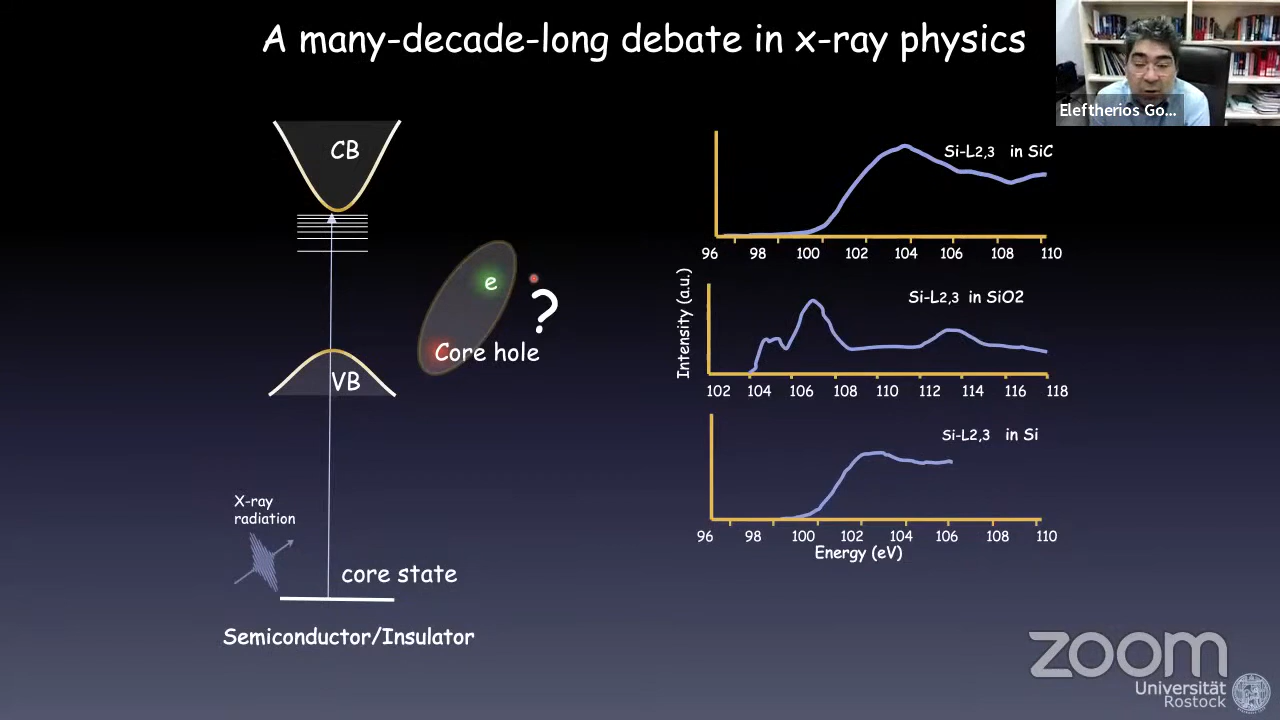 A many-decade-long debate in x-ray physics
Eleftherios Go...
CB
e
?
Core hole
VB
X-ray
radiation
core state
Semiconductor/Insulator
Intensity (a.u.)
Si-L2,3 in SiC
96 98 100 102 104 106 108 110
Si-L2,3 in SiO2
102 104 106 108 110 112 114 116 118
Si-L2,3 in Si
96 98 100 102 104 106 108 110
Energy (eV)
zoom
Universität
Rostock